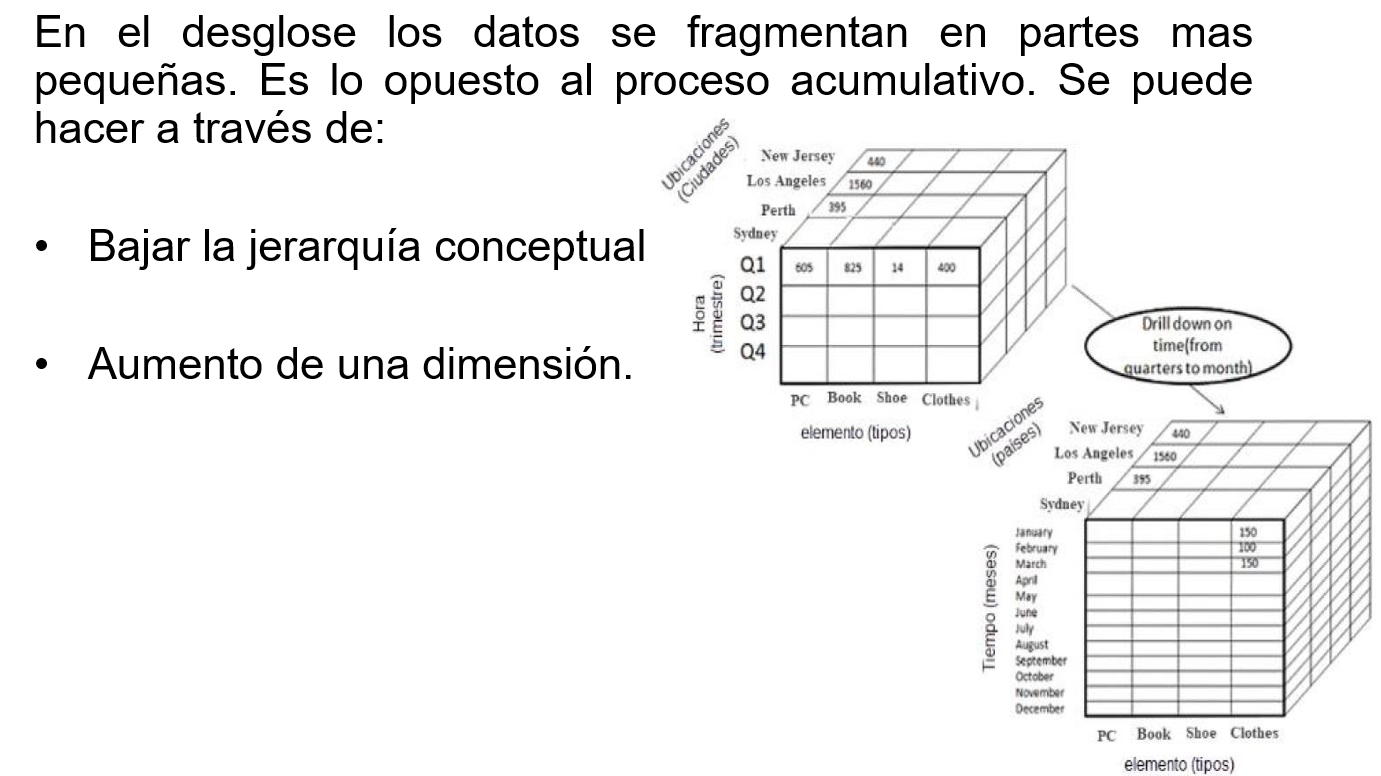 En el desglose los datos se fragmentan en partes mas
pequeñas. Es lo opuesto al proceso acumulativo. Se puede
hacer a través de:
• Bajar la jerarquía conceptual
• Aumento de una dimensión.
Ubicaciones
(Ciudades)
New Jersey
440
Los Angeles
1560
Perth
395
Sydney
Hora
(trimestre)
Q1
605
825
14
400
Q2
Q3
Q4
PC
Book
Shoe
Clothes
elemento (tipos)
Drill down on
time(from
quarters to month)
Ubicaciones
(países)
New Jersey
440
Los Angeles
1560
Perth
395
Sydney
Tiempo (meses)
January
150
February
100
March
150
April
May
June
July
August
September
October
November
December
PC
Book
Shoe
Clothes
elemento (tipos)